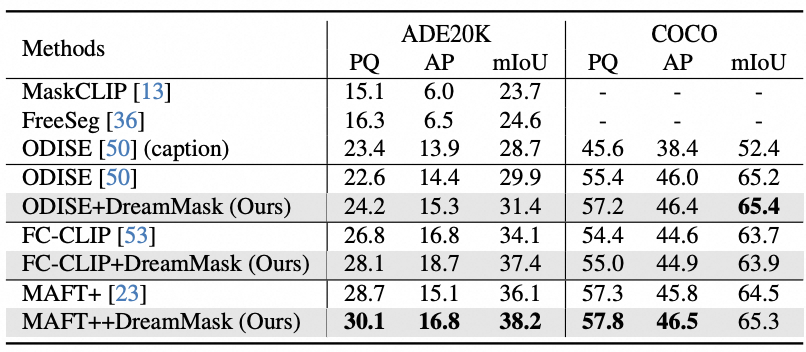 Methods ADE20K COCO
PQ AP mIoU PQ AP mIoU
MaskCLIP [13] 15.1 6.0 23.7 - - -
FreeSeg [36] 16.3 6.5 24.6 - - -
ODISE [50] (caption) 23.4 13.9 28.7 45.6 38.4 52.4
ODISE [50] 22.6 14.4 29.9 55.4 46.0 65.2
ODISE+DreamMask (Ours) 24.2 15.3 31.4 57.2 46.4 65.4
FC-CLIP [53] 26.8 16.8 34.1 54.4 44.6 63.7
FC-CLIP+DreamMask (Ours) 28.1 18.7 37.4 55.0 44.9 63.9
MAFT+ [23] 28.7 15.1 36.1 57.3 45.8 64.5
MAFT++DreamMask (Ours) 30.1 16.8 38.2 57.8 46.5 65.3